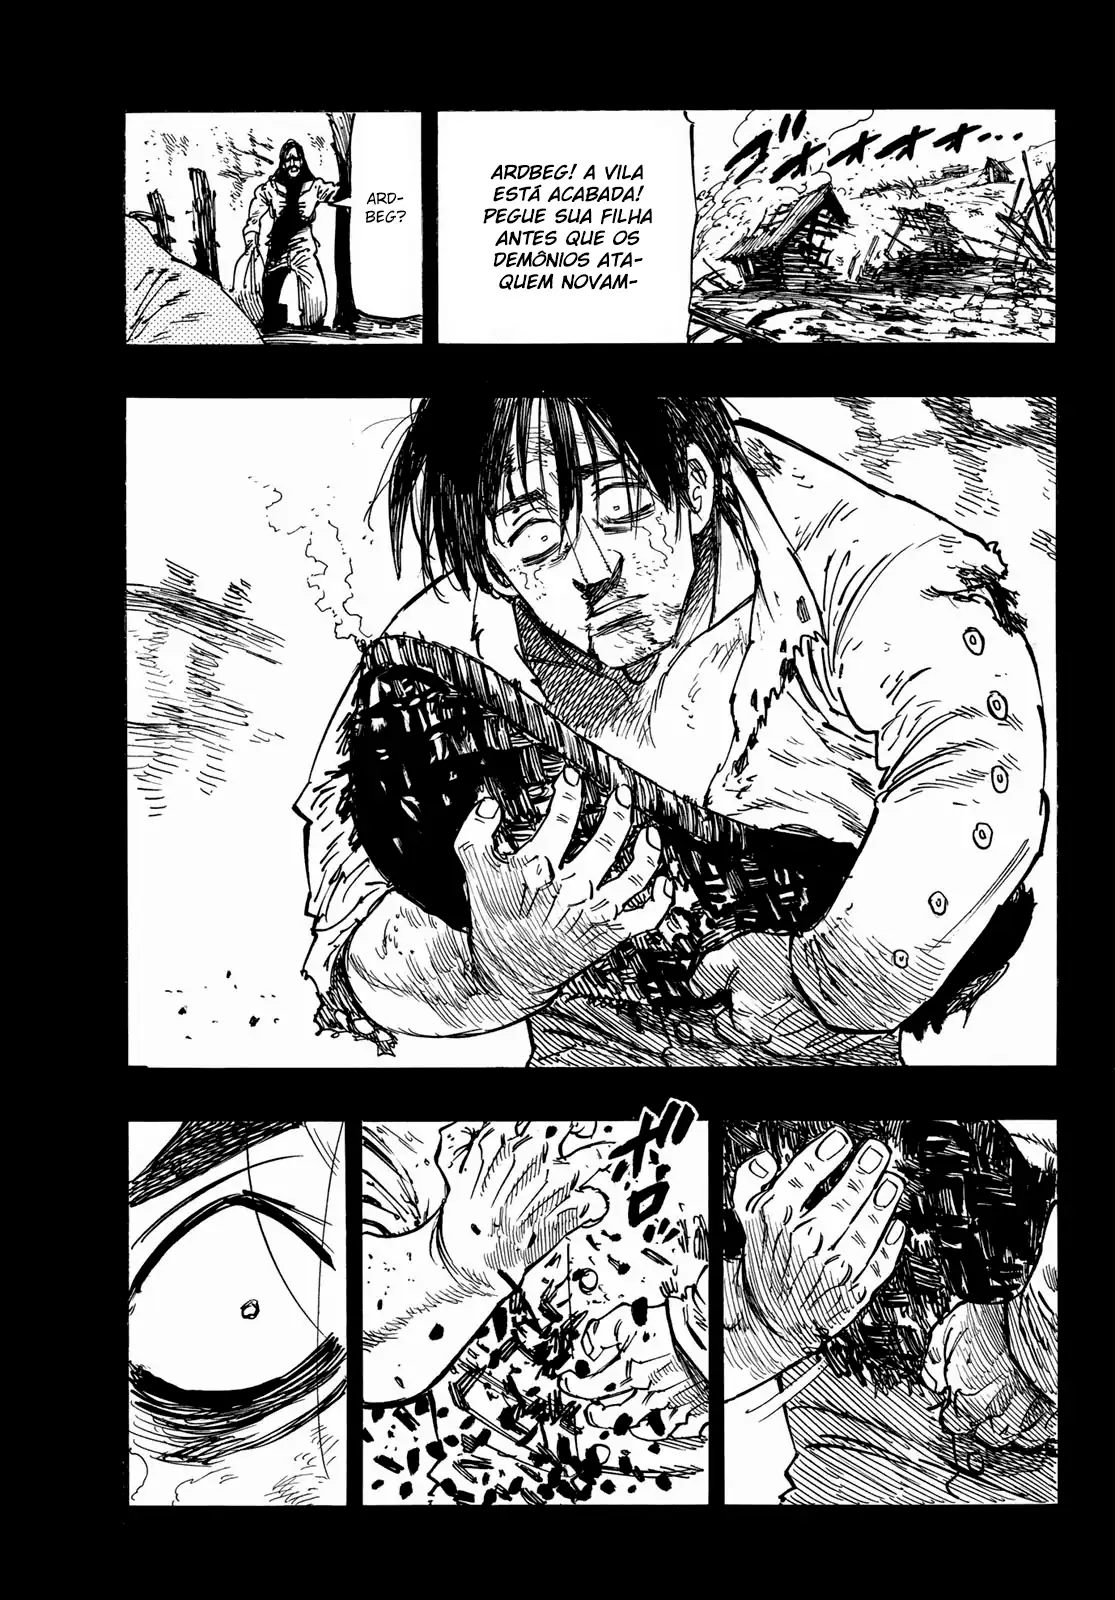 ゴオオオオ…
ARDBEG! A VILA
ESTÁ ACABADA!
PEGUE SUA FILHA
ANTES QUE OS
DEMÔNIOS ATA-
QUEM NOVAM-
ARD-
BEG?
ボロ